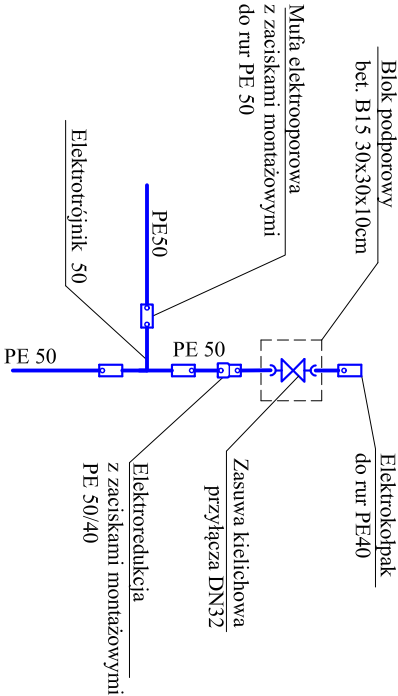 Blok podporowy
bet. B15 30x30x10cm
Mufa elektrooporowa
z zaciskami montażowymi
do rur PE 50
Elektrotrójnik 50
PE50
PE 50
PE 50
Elektrokołpak
do rur PE40
Zasuwa kielichowa
przyłącza DN32
Elektroredukcja
z zaciskami montażowymi
PE 50/40